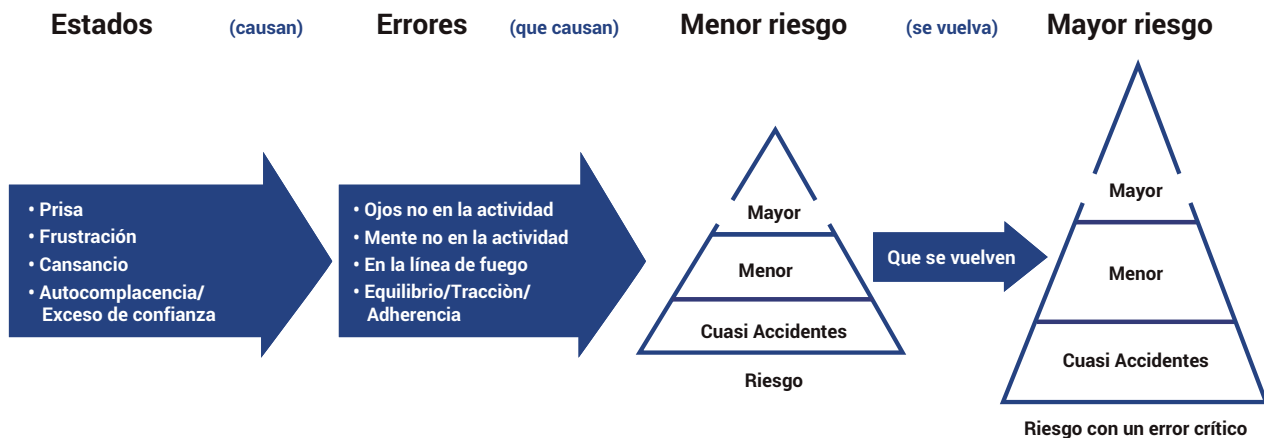 Estados (causan) Errores (que causan) Menor riesgo (se vuelva) Mayor riesgo
• Prisa
• Frustración
• Cansancio
• Autocomplacencia/
Exceso de confianza
• Ojos no en la actividad
• Mente no en la actividad
• En la línea de fuego
• Equilibrio/Tracciòn/
Adherencia
Mayor
Menor
Cuasi Accidentes
Riesgo
Que se vuelven
Mayor
Menor
Cuasi Accidentes
Riesgo con un error crítico